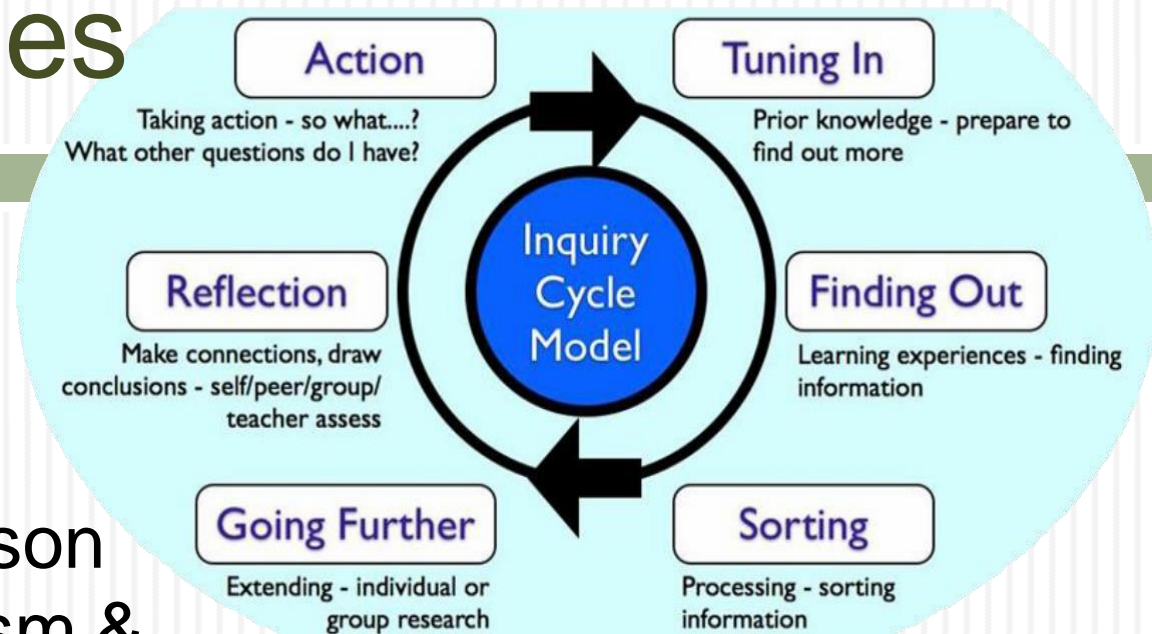 es
Action
Taking action - so what....?
What other questions do I have?
Tuning In
Prior knowledge - prepare to
find out more
Inquiry
Cycle
Model
Reflection
Make connections, draw
conclusions - self/peer/group/
teacher assess
Finding Out
Learning experiences - finding
information
Going Further
Extending - individual or
group research
Sorting
Processing - sorting
information
son
sm &